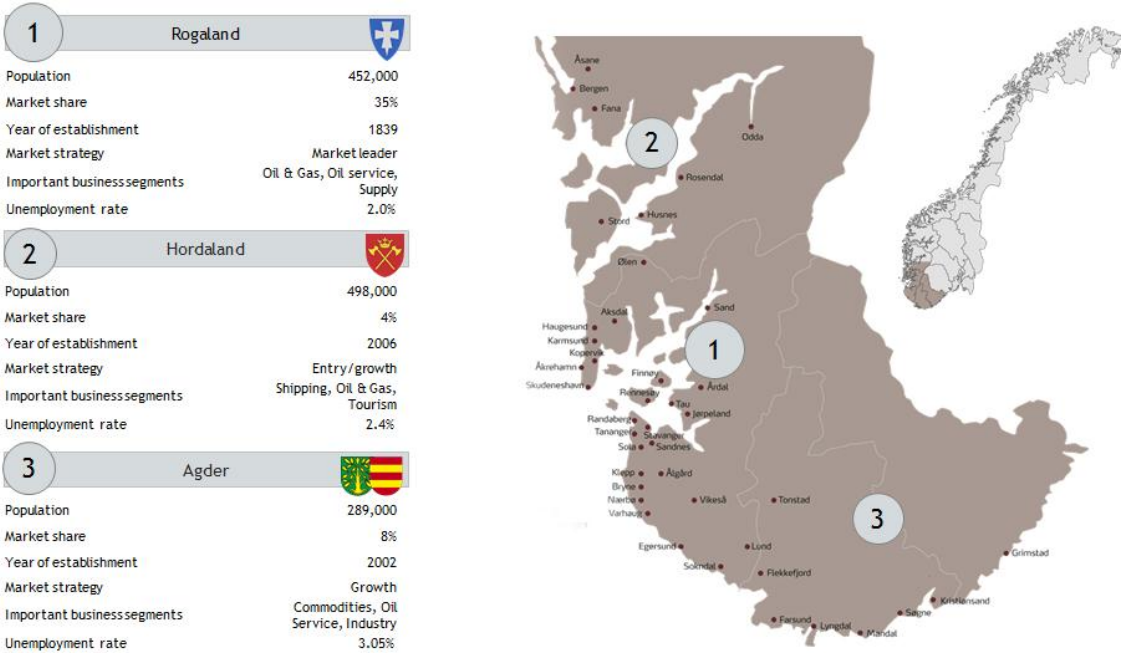 1 Rogaland
Population 452,000
Market share 35%
Year of establishment 1839
Market strategy Market leader
Important business segments Oil & Gas, Oil service,
Supply
Unemployment rate 2.0%
2 Hordaland
Population 498,000
Market share 4%
Year of establishment 2006
Market strategy Entry/growth
Important business segments Shipping, Oil & Gas,
Tourism
Unemployment rate 2.4%
3 Agder
Population 289,000
Market share 8%
Year of establishment 2002
Market strategy Growth
Important business segments Commodities, Oil
Service, Industry
Unemployment rate 3.05%
Åsane
Bergen
Fana
Odda
2
Rosendal
Husnes
Stord
Ølen
Sand
Aksdal
Haugesund
Karmsund
1
Kopervik
Åkrehamn
Finnøy
Skudeneshavn
Årdal
Rennesøy
Tau
Jørpeland
Randaberg
Tananger
Stavanger
Sola
Sandnes
Klepp
Ålgård
Bryne
Nærbø
Vikeså
Tonstad
Varhaug
3
Egersund
Lund
Grimstad
Sokndal
Flekkefjord
Kristiansand
Søgne
Farsund
Lyngdal
Mandal